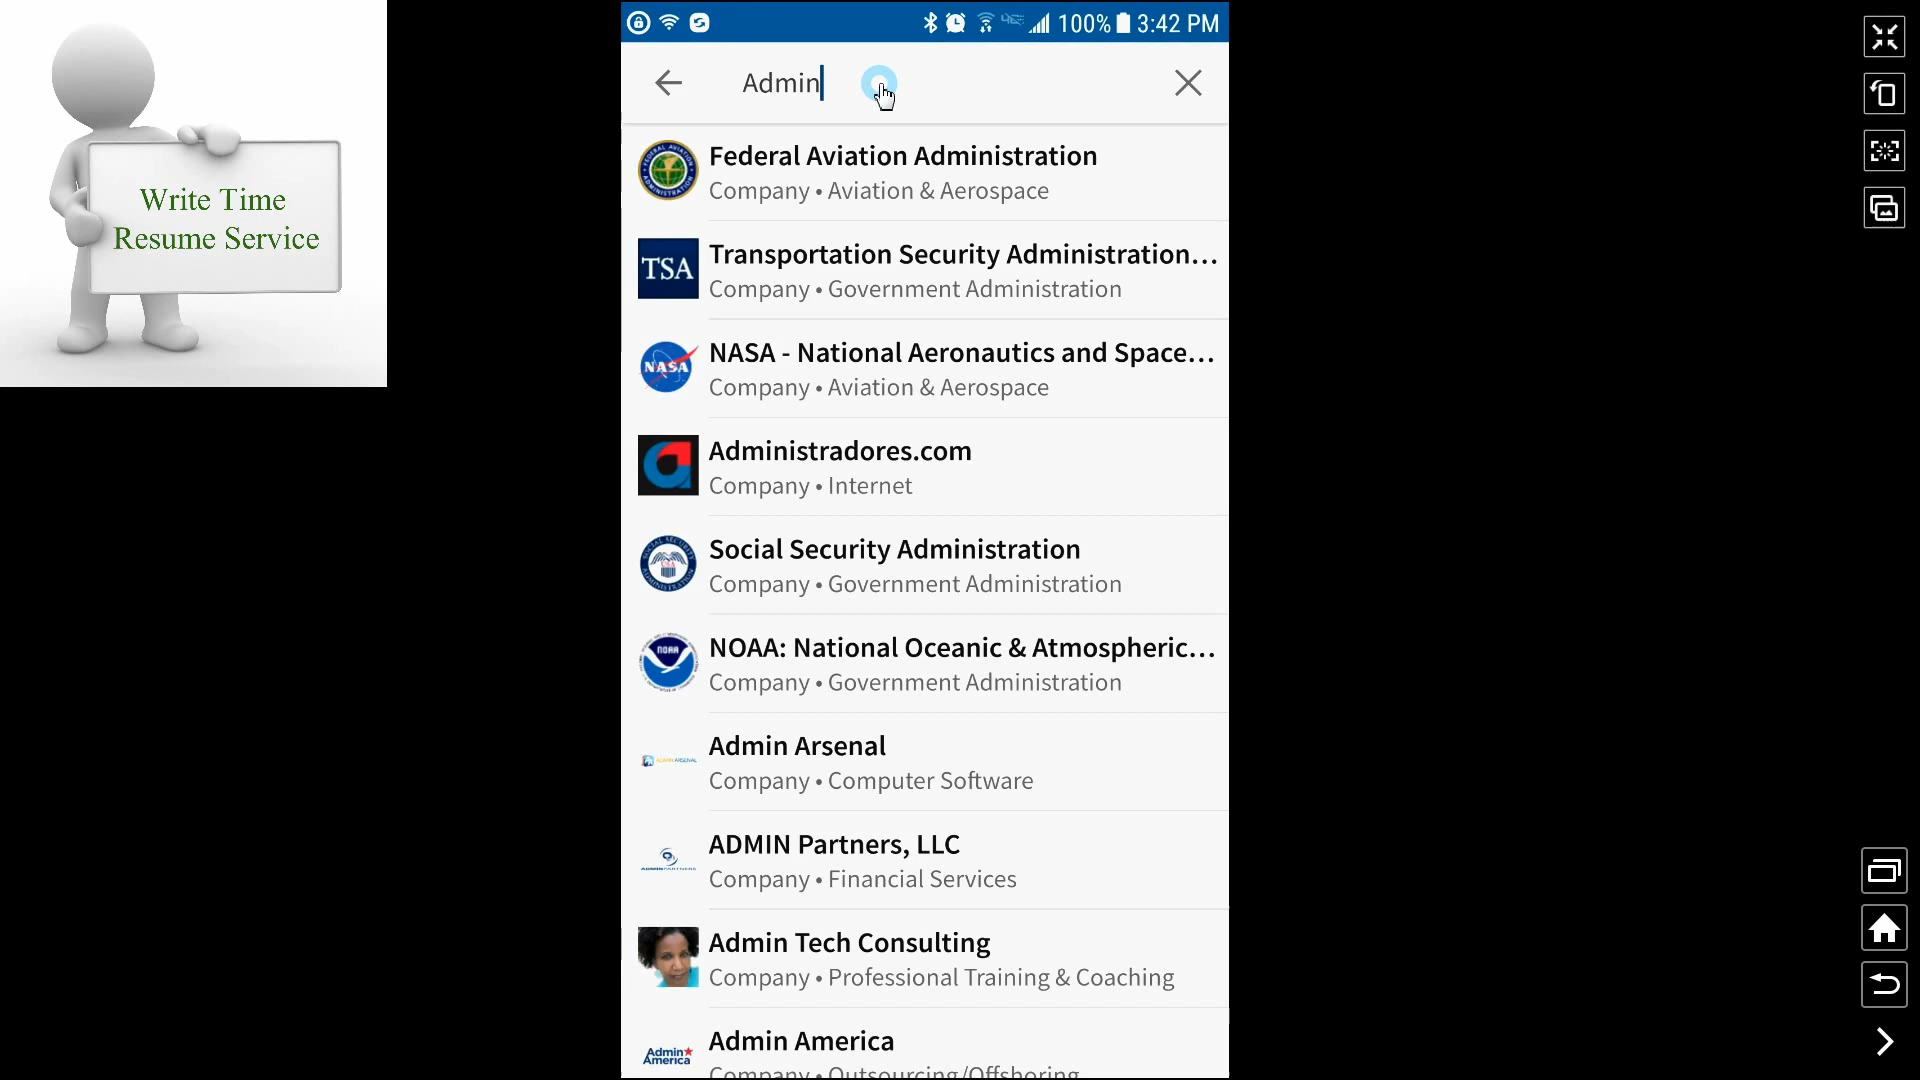 Write Time
Resume Service
100% 3:42 PM
Admin
Federal Aviation Administration
Company • Aviation & Aerospace
TSA
Transportation Security Administration...
Company • Government Administration
NASA
NASA - National Aeronautics and Space...
Company • Aviation & Aerospace
Administradores.com
Company • Internet
Social Security Administration
Company • Government Administration
NOAA
NOAA: National Oceanic & Atmospheric...
Company • Government Administration
Admin Arsenal
Company • Computer Software
ADMIN Partners, LLC
Company • Financial Services
Admin Tech Consulting
Company • Professional Training & Coaching
Admin
America
Admin America
Company • Outsourcing/Offshoring